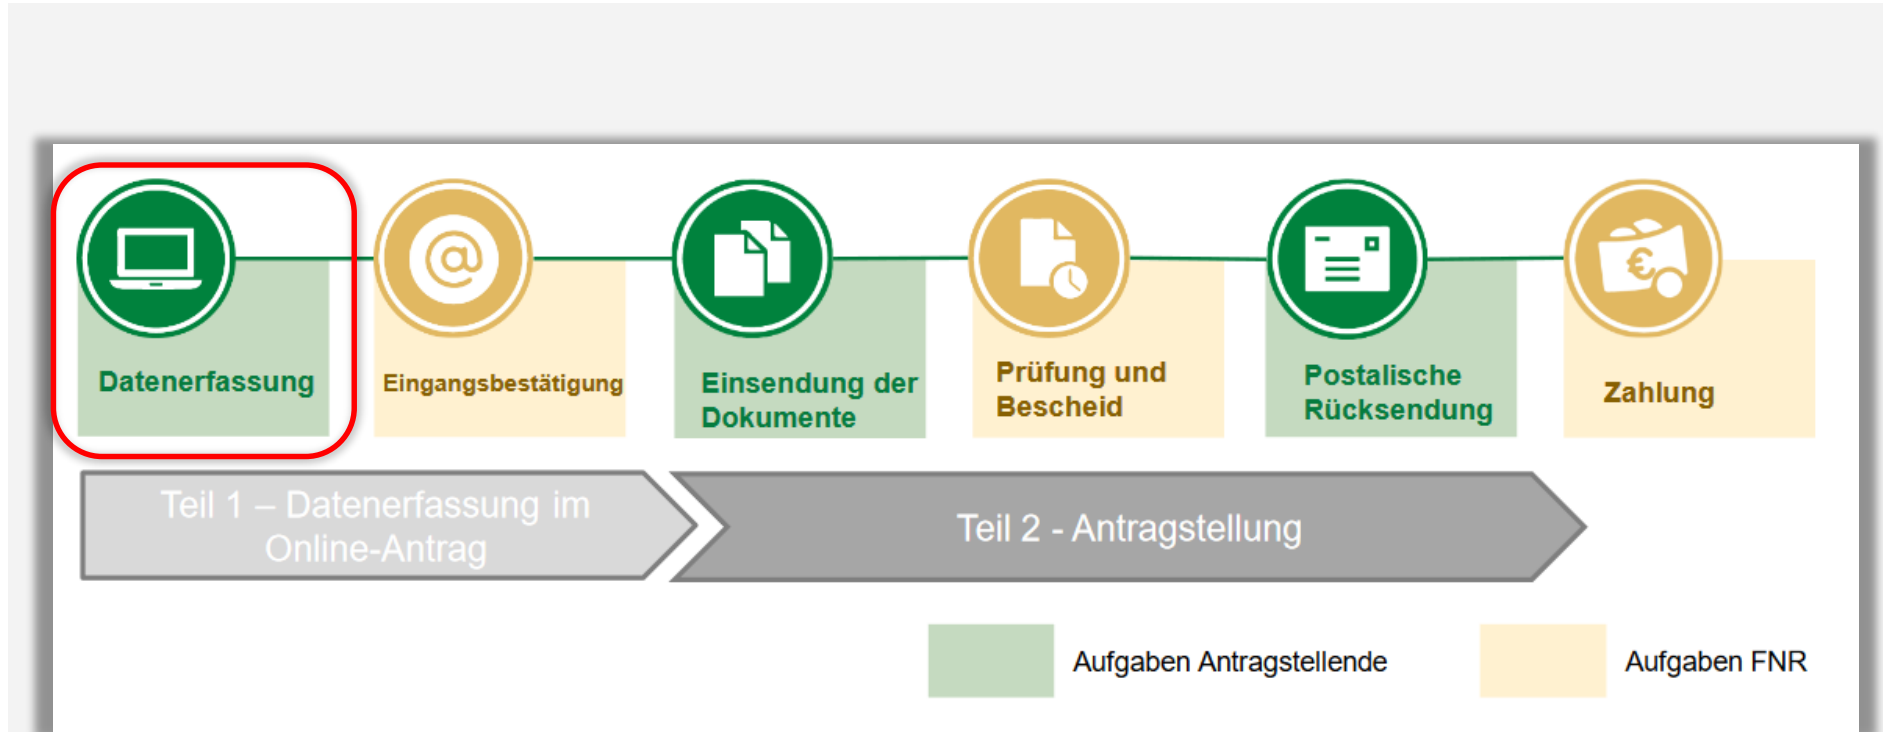 Datenerfassung
Eingangsbestätigung
Einsendung der
Dokumente
Prüfung und
Bescheid
Postalische
Rücksendung
Zahlung
Teil 1 – Datenerfassung im
Online-Antrag
Teil 2 - Antragstellung
Aufgaben Antragstellende
Aufgaben FNR